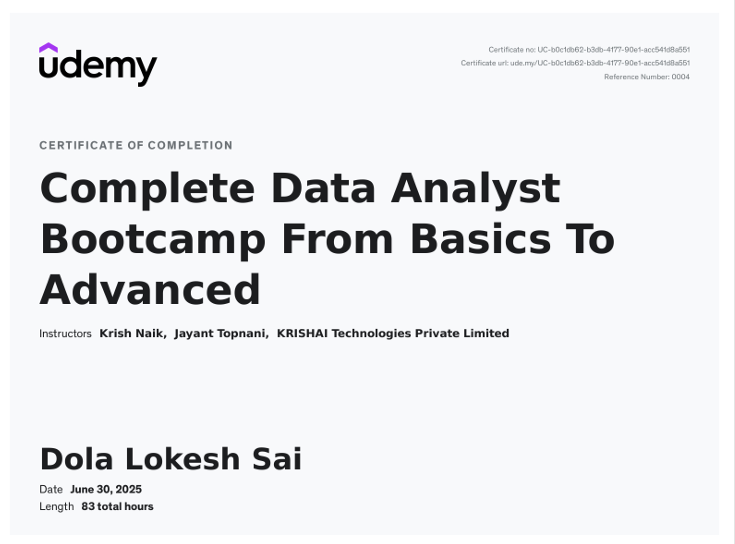 udemy
Certificate no: UC-b0c1db62-b3db-4177-90e1-acc541d8a551
Certificate url: ude.my/UC-b0c1db62-b3db-4177-90e1-acc541d8a551
Reference Number: 0004
CERTIFICATE OF COMPLETION
Complete Data Analyst
Bootcamp From Basics To
Advanced
Instructors Krish Naik, Jayant Topnani, KRISHAI Technologies Private Limited
Dola Lokesh Sai
Date June 30, 2025
Length 83 total hours